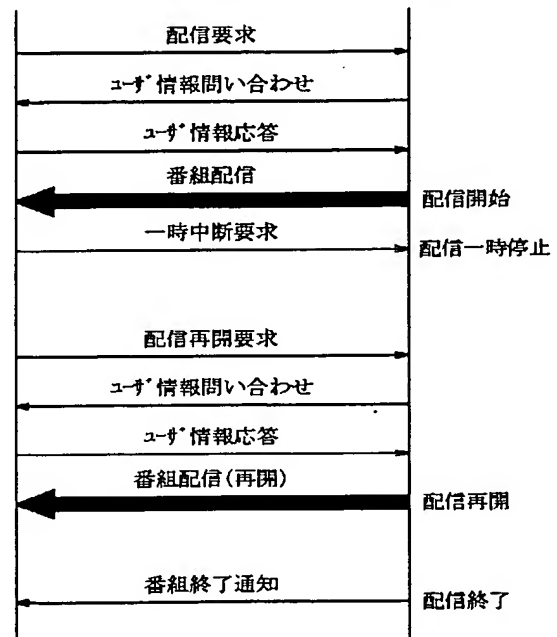 配信要求
ﾕｰｻﾞ情報問い合わせ
ﾕｰｻﾞ情報応答
番組配信
配信開始
一時中断要求
配信一時停止
配信再開要求
ﾕｰｻﾞ情報問い合わせ
ﾕｰｻﾞ情報応答
番組配信(再開)
配信再開
番組終了通知
配信終了